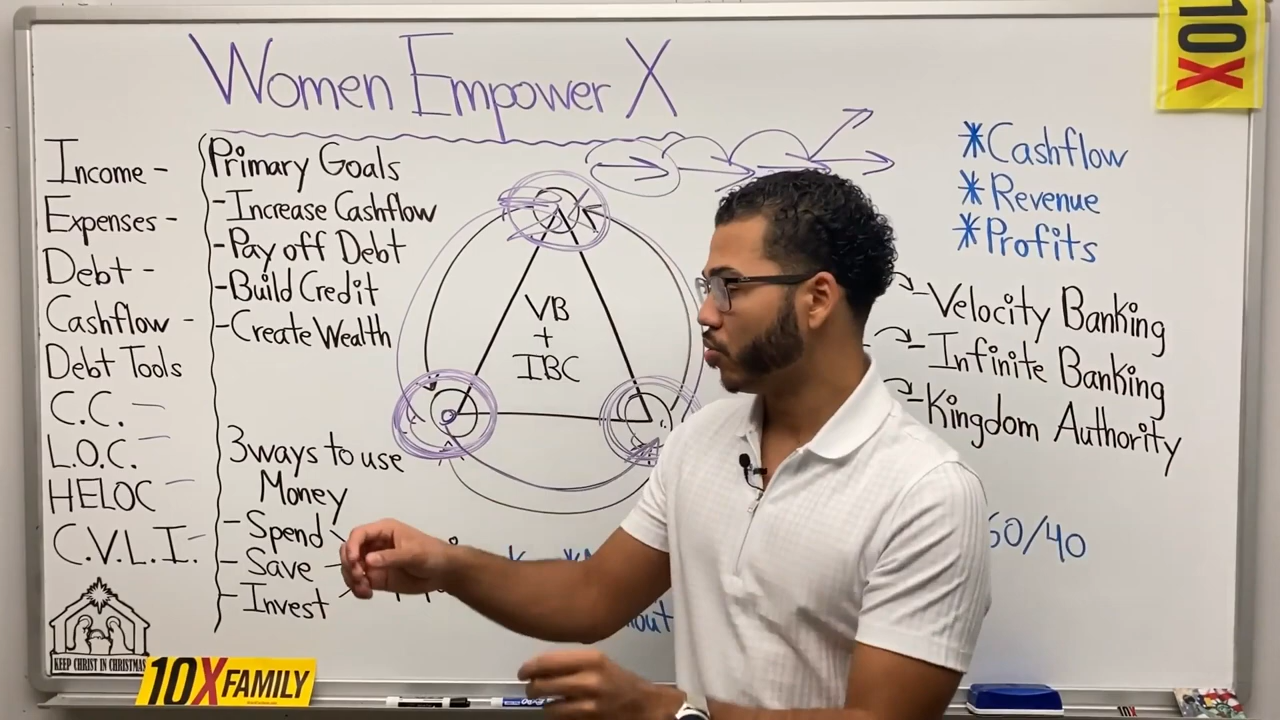 Women Empower X
10X
Income -
Expenses -
Debt -
Cashflow -
Debt Tools
C.C. -
L.O.C. -
HELOC -
C.V.L.I. -
Primary Goals
- Increase Cashflow
- Pay off Debt
- Build Credit
- Create Wealth
3 ways to use
Money
- Spend
- Save -
- Invest
VB
+
IBC
*Cashflow
*Revenue
*Profits
- Velocity Banking
- Infinite Banking
- Kingdom Authority
60/40
KEEP CHRIST IN CHRISTMAS
10X FAMILY